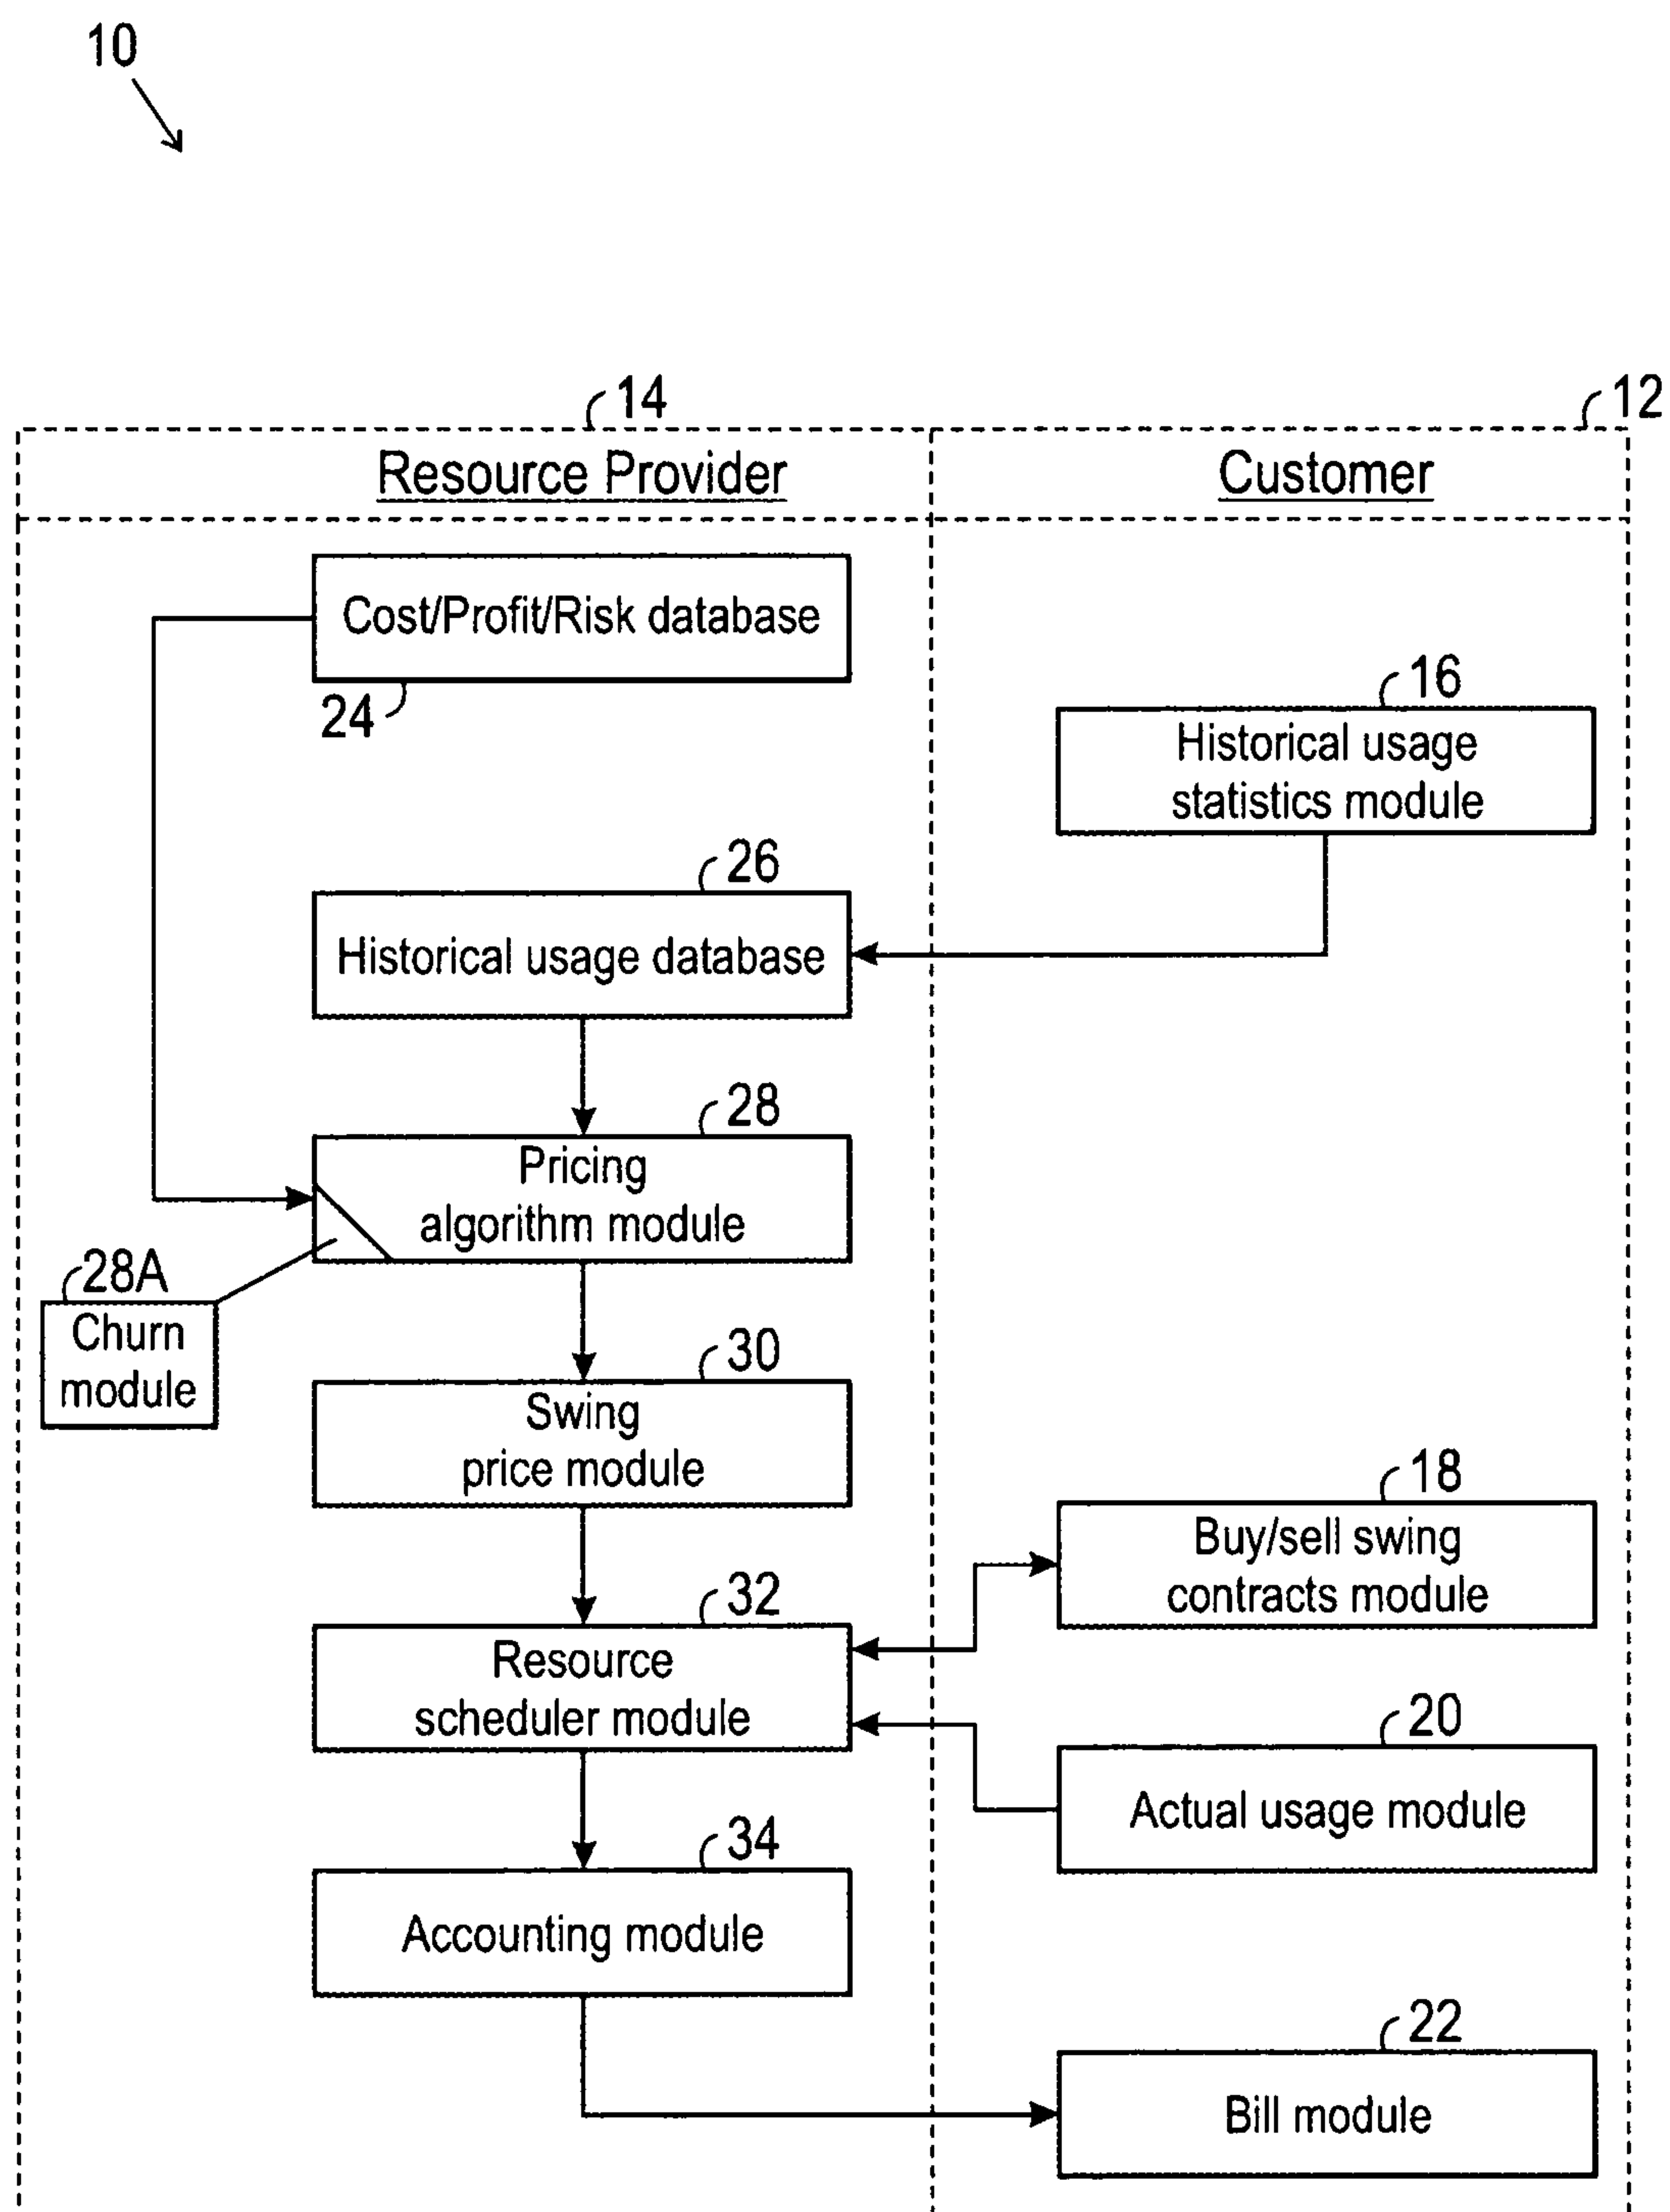 10
14
12
Resource Provider
Customer
Cost/Profit/Risk database
24
16
Historical usage
statistics module
26
Historical usage database
28
Pricing
algorithm module
28A
Churn
module
30
Swing
price module
18
Buy/sell swing
contracts module
32
Resource
scheduler module
20
Actual usage module
34
Accounting module
22
Bill module